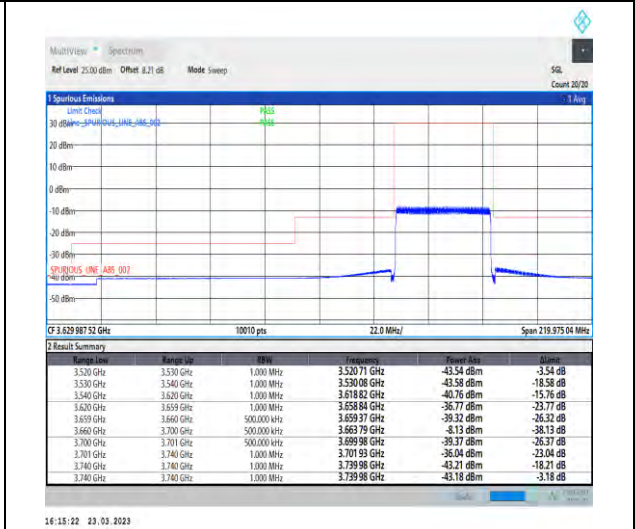 MultiView Spectrum
Ref Level 25.00 dBm Offset 8.21 dB Mode Sweep SGL
Count 20/20
1 Spurious Emissions 1 Avg
Limit Check PASS
30 dBm Line _SPURIOUS_LINE_ABS_002 PASS
20 dBm
10 dBm
0 dBm
-10 dBm
-20 dBm
-30 dBm
SPURIOUS_LINE_ABS_002
-40 dBm
-50 dBm
CF 3.629 987 52 GHz 10010 pts 22.0 MHz/ Span 219.975 04 MHz
2 Result Summary
Range Low Range Up RBW Frequency Power Abs ΔLimit
3.520 GHz 3.530 GHz 1.000 MHz 3.520 71 GHz -43.54 dBm -3.54 dB
3.530 GHz 3.540 GHz 1.000 MHz 3.530 08 GHz -43.58 dBm -18.58 dB
3.540 GHz 3.620 GHz 1.000 MHz 3.618 82 GHz -40.76 dBm -15.76 dB
3.620 GHz 3.659 GHz 1.000 MHz 3.658 84 GHz -36.77 dBm -23.77 dB
3.659 GHz 3.660 GHz 500.000 kHz 3.659 37 GHz -39.32 dBm -26.32 dB
3.660 GHz 3.700 GHz 500.000 kHz 3.663 79 GHz -8.13 dBm -38.13 dB
3.700 GHz 3.701 GHz 500.000 kHz 3.699 98 GHz -39.37 dBm -26.37 dB
3.701 GHz 3.740 GHz 1.000 MHz 3.701 93 GHz -36.04 dBm -23.04 dB
3.740 GHz 3.740 GHz 1.000 MHz 3.739 98 GHz -43.21 dBm -18.21 dB
3.740 GHz 3.740 GHz 1.000 MHz 3.739 98 GHz -43.18 dBm -3.18 dB
16:15:22 23.03.2023